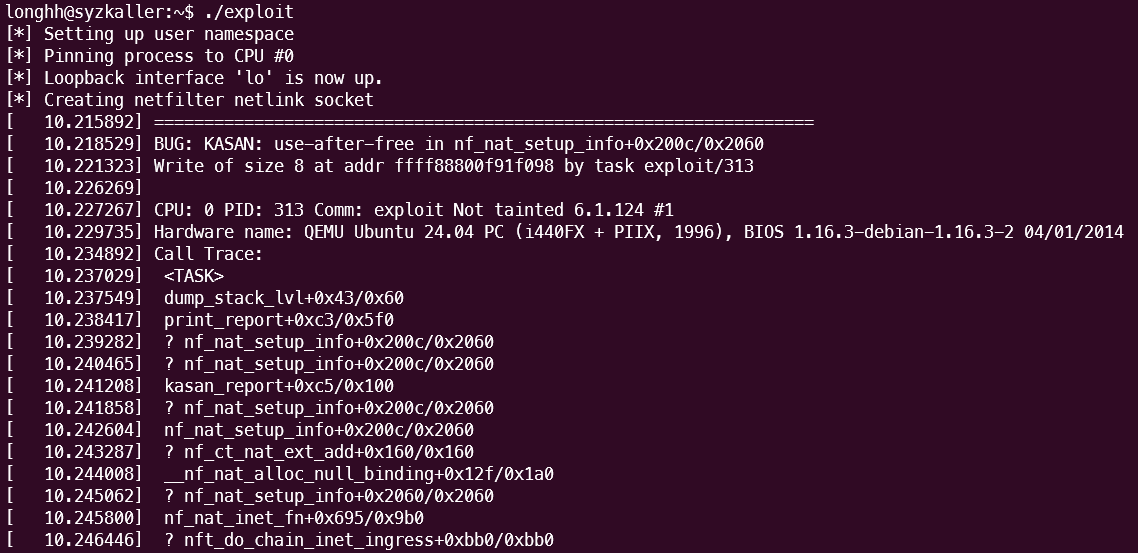 longhh@syzkaller:~$ ./exploit
[*] Setting up user namespace
[*] Pinning process to CPU #0
[*] Loopback interface 'lo' is now up.
[*] Creating netfilter netlink socket
[   10.215892] ==================================================================
[   10.218529] BUG: KASAN: use-after-free in nf_nat_setup_info+0x200c/0x2060
[   10.221323] Write of size 8 at addr ffff88800f91f098 by task exploit/313
[   10.226269]
[   10.227267] CPU: 0 PID: 313 Comm: exploit Not tainted 6.1.124 #1
[   10.229735] Hardware name: QEMU Ubuntu 24.04 PC (i440FX + PIIX, 1996), BIOS 1.16.3-debian-1.16.3-2 04/01/2014
[   10.234892] Call Trace:
[   10.237029]  <TASK>
[   10.237549]  dump_stack_lvl+0x43/0x60
[   10.238417]  print_report+0xc3/0x5f0
[   10.239282]  ? nf_nat_setup_info+0x200c/0x2060
[   10.240465]  ? nf_nat_setup_info+0x200c/0x2060
[   10.241208]  kasan_report+0xc5/0x100
[   10.241858]  ? nf_nat_setup_info+0x200c/0x2060
[   10.242604]  nf_nat_setup_info+0x200c/0x2060
[   10.243287]  ? nf_ct_nat_ext_add+0x160/0x160
[   10.244008]  __nf_nat_alloc_null_binding+0x12f/0x1a0
[   10.245062]  ? nf_nat_setup_info+0x2060/0x2060
[   10.245800]  nf_nat_inet_fn+0x695/0x9b0
[   10.246446]  ? nft_do_chain_inet_ingress+0xbb0/0xbb0